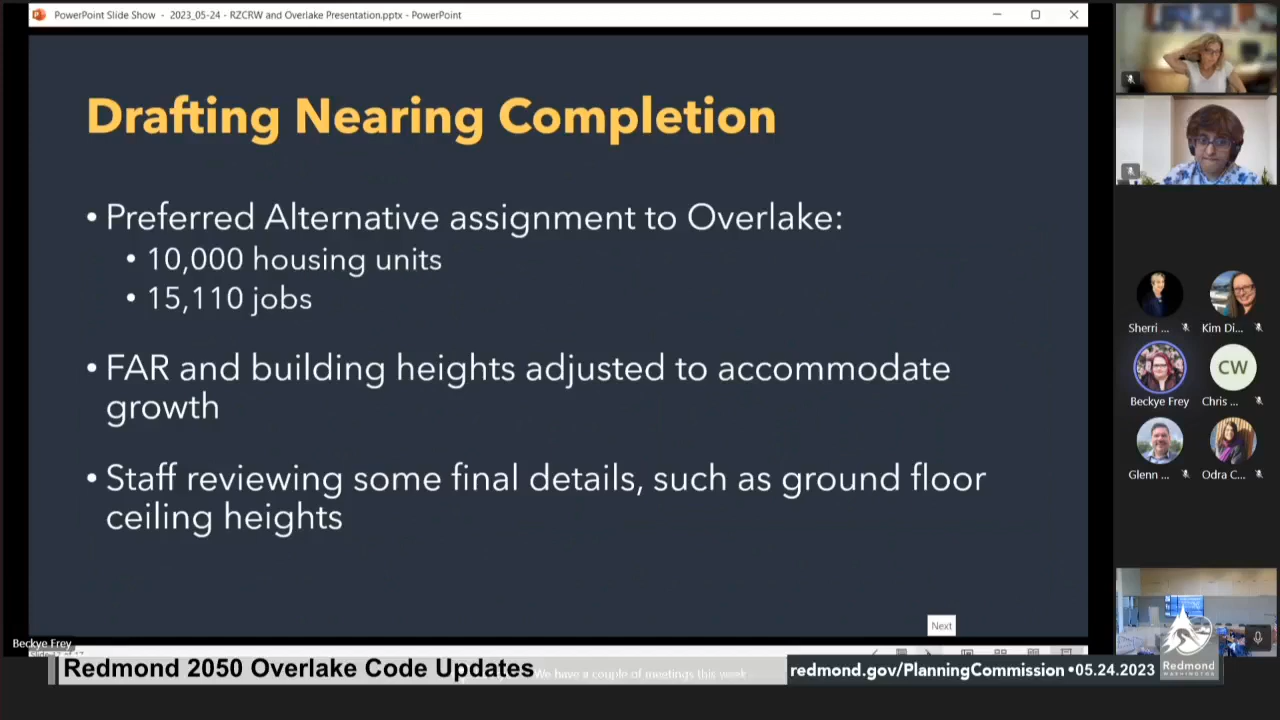 PowerPoint Slide Show - 2023_05-24 - RZCRW and Overlake Presentation.pptx - PowerPoint
Drafting Nearing Completion
• Preferred Alternative assignment to Overlake:
• 10,000 housing units
• 15,110 jobs
• FAR and building heights adjusted to accommodate
growth
• Staff reviewing some final details, such as ground floor
ceiling heights
Next
Sherri ...
Kim Di...
CW
Beckye Frey
Chris ...
Glenn ...
Odra C...
Beckye Frey
Redmond 2050 Overlake Code Updates
We have a couple of meetings this week
redmond.gov/PlanningCommission •05.24.2023
Redmond
WASHINGTON